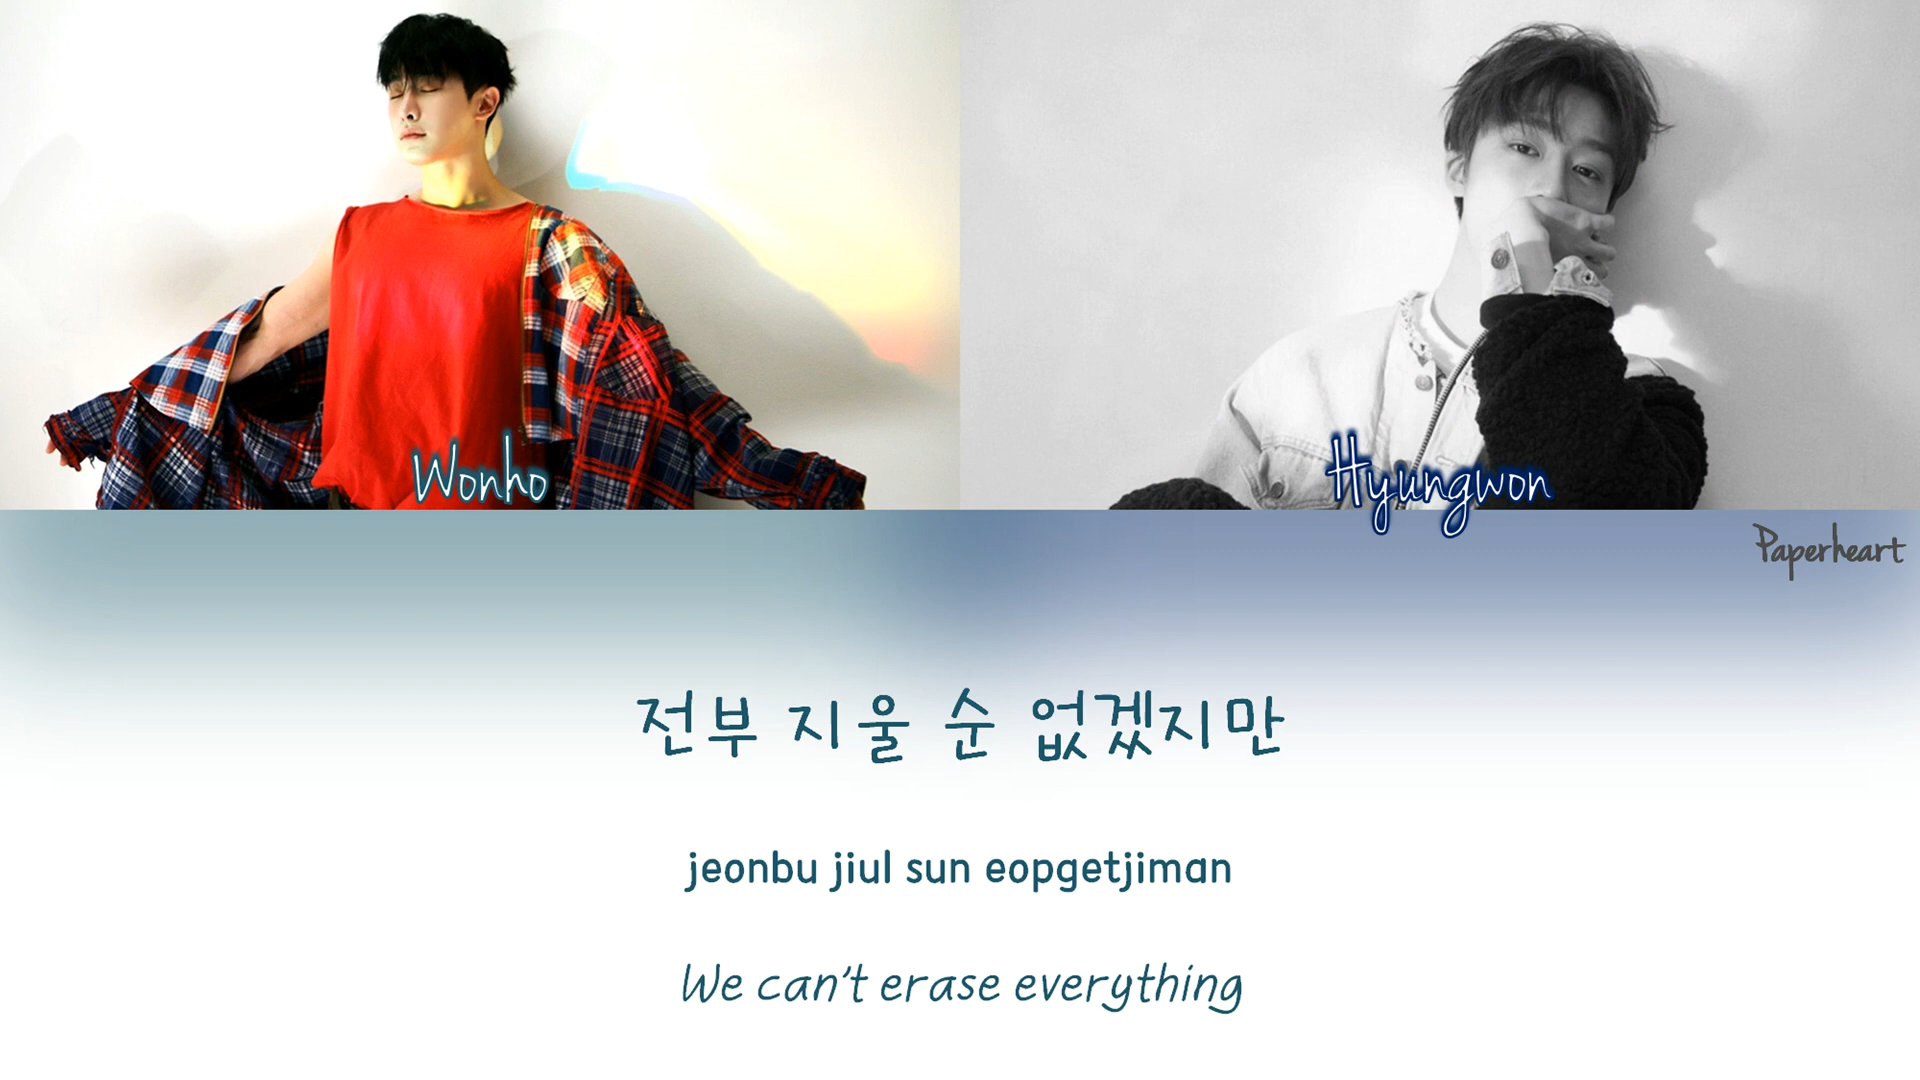 Wonho
Hyungwon
Paperheart
전부 지울 순 없겠지만
jeonbu jiul sun eopgetjiman
We can't erase everything